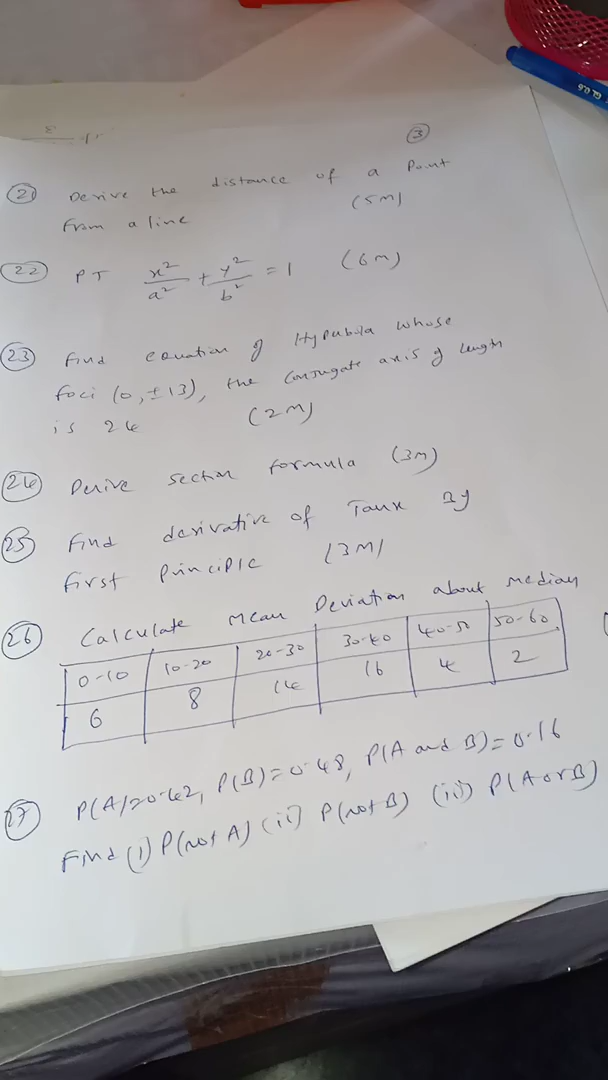 ③
㉑ Derive the distance of a Point
from a line (5M)
㉒ PT x²/a² + y²/b² = 1 (6M)
㉓ Find equation of Hyperbola whose
foci (0, ±13), the Conjugate axis of length
is 24 (2M)
㉔ Derive section formula (3M)
㉕ Find derivative of Tanx By
first principle (3M)
㉖ Calculate Mean Deviation about median
0-10 10-20 20-30 30-40 40-50 50-60
6 8 14 16 4 2
㉗ P(A)=0.42, P(B)=0.48, P(A and B)=0.16
Find (i) P(not A) (ii) P(not B) (iii) P(A or B)